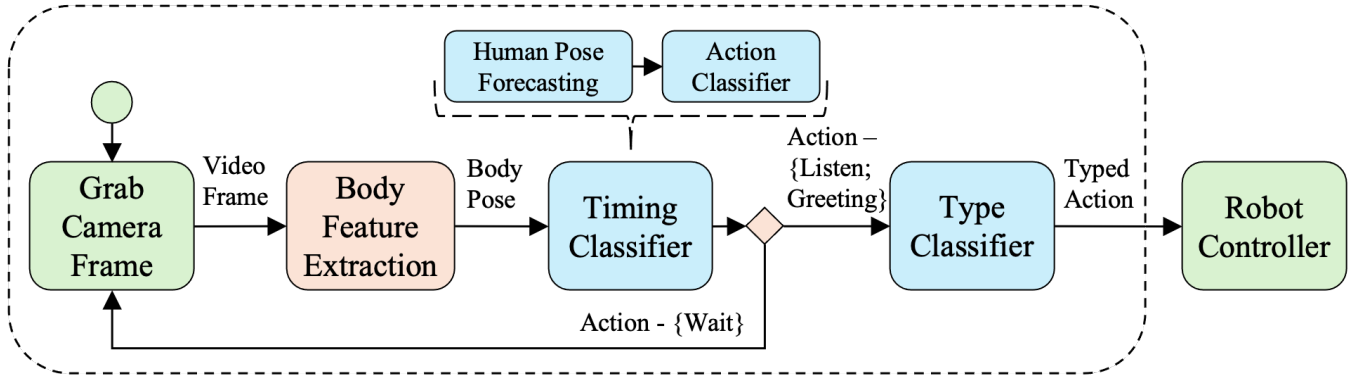 Human Pose
Forecasting
Action
Classifier
Grab
Camera
Frame
Video
Frame
Body
Feature
Extraction
Body
Pose
Timing
Classifier
Action –
{Listen;
Greeting}
Type
Classifier
Typed
Action
Robot
Controller
Action - {Wait}